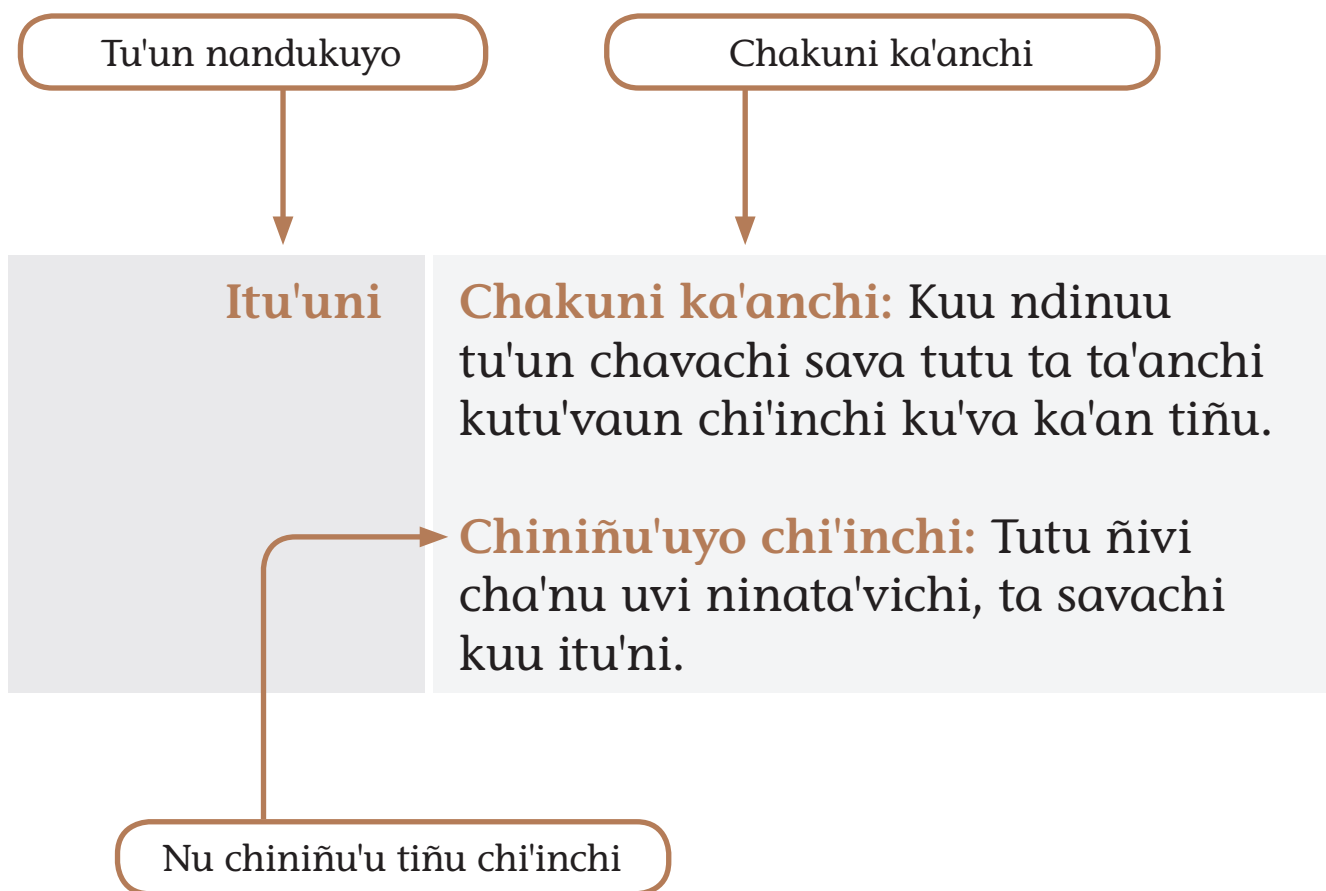 Tu'un nandukuyo
Chakuni ka'anchi
Itu'uni
Chakuni ka'anchi: Kuu ndinuu
tu'un chavachi sava tutu ta ta'anchi
kutu'vaun chi'inchi ku'va ka'an tiñu.
Chiniñu'uyo chi'inchi: Tutu ñivi
cha'nu uvi ninata'vichi, ta savachi
kuu itu'ni.
Nu chiniñu'u tiñu chi'inchi